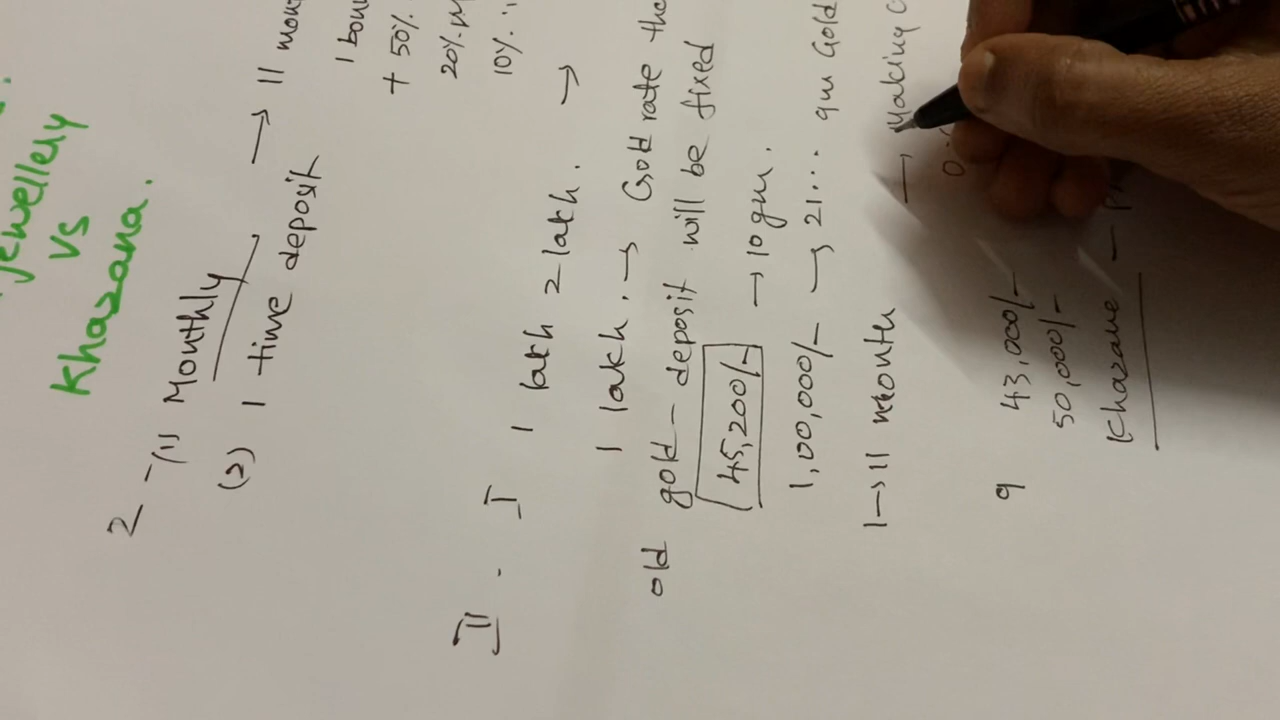 Jewellery
Vs
Khazana.
2 - (1) Monthly → 11
(2) 1 time deposit
1
+ 50%.
20%.
10%.
II. I 1 lakh 2 lakh. →
1 lakh. → Gold rate the
old gold - deposit will be fixed
45,200/- → 10 gm.
1,00,000/- → 21... gm Gold
1 → 11 month → Making
9 43,000/-
50,000/-
Khazana -